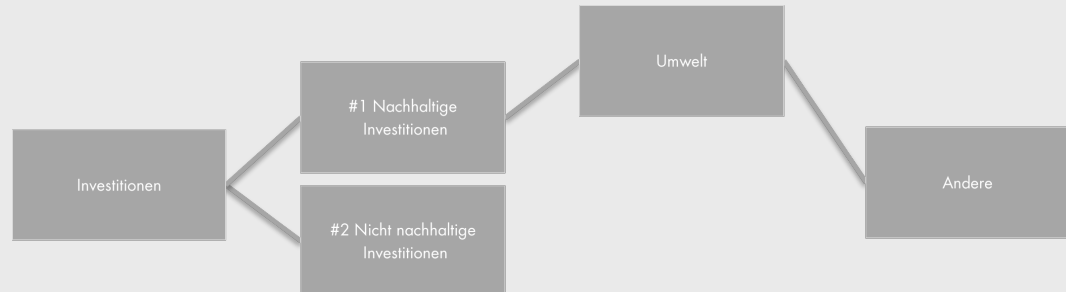 Umwelt
#1 Nachhaltige
Investitionen
Investitionen
Andere
#2 Nicht nachhaltige
Investitionen